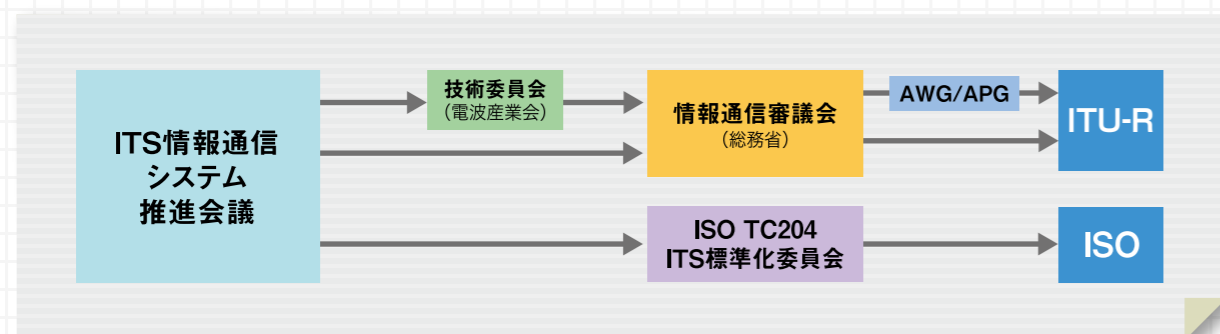 ITS情報通信
システム
推進会議
技術委員会
（電波産業会）
情報通信審議会
（総務省）
AWG/APG
ITU-R
ISO TC204
ITS標準化委員会
ISO